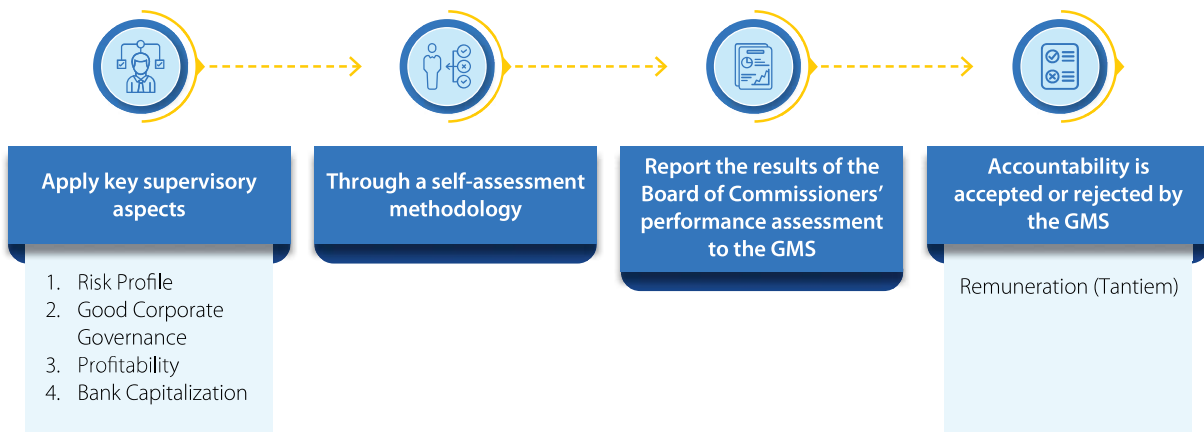 Apply key supervisory
aspects
1. Risk Profile
2. Good Corporate
Governance
3. Profitability
4. Bank Capitalization
Through a self-assessment
methodology
Report the results of the
Board of Commissioners’
performance assessment
to the GMS
Accountability is
accepted or rejected by
the GMS
Remuneration (Tantiem)